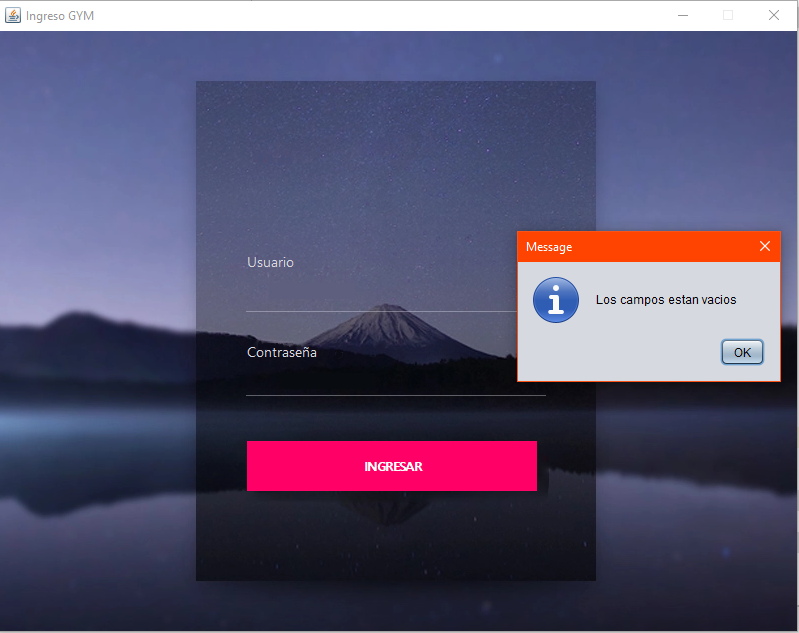 Ingreso GYM
Usuario
Message
Los campos estan vacios
OK
Contraseña
INGRESAR